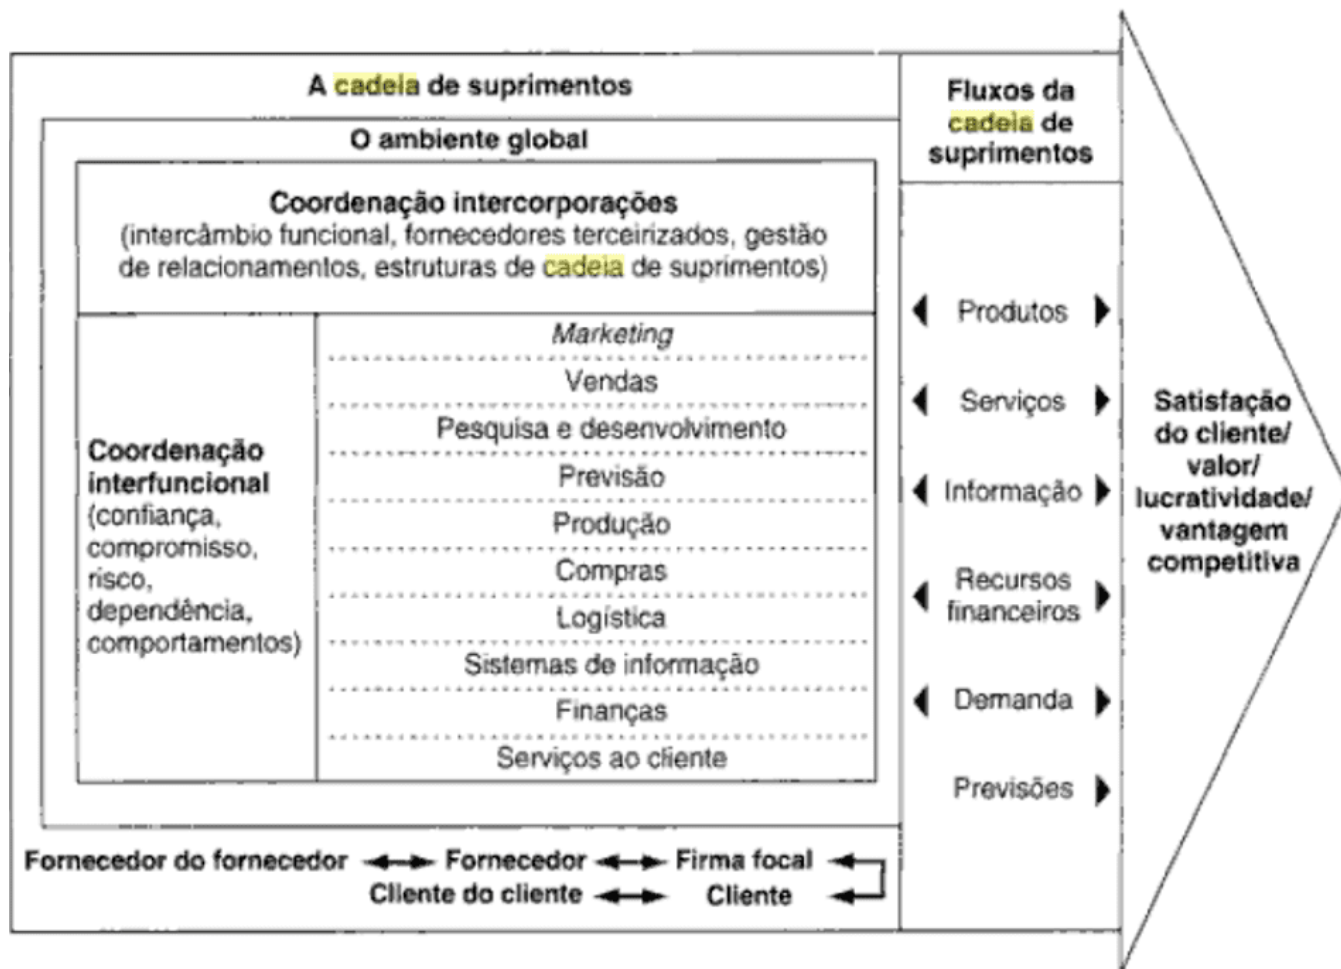 A cadeia de suprimentos
O ambiente global
Coordenação intercorporações
(intercâmbio funcional, fornecedores terceirizados, gestão
de relacionamentos, estruturas de cadeia de suprimentos)
Coordenação
interfuncional
(confiança,
compromisso,
risco,
dependência,
comportamentos)
Marketing
Vendas
Pesquisa e desenvolvimento
Previsão
Produção
Compras
Logística
Sistemas de informação
Finanças
Serviços ao cliente
Fornecedor do fornecedor Fornecedor Firma focal
Cliente do cliente Cliente
Fluxos da
cadeia de
suprimentos
Produtos
Serviços
Informação
Recursos
financeiros
Demanda
Previsões
Satisfação
do cliente/
valor/
lucratividade/
vantagem
competitiva